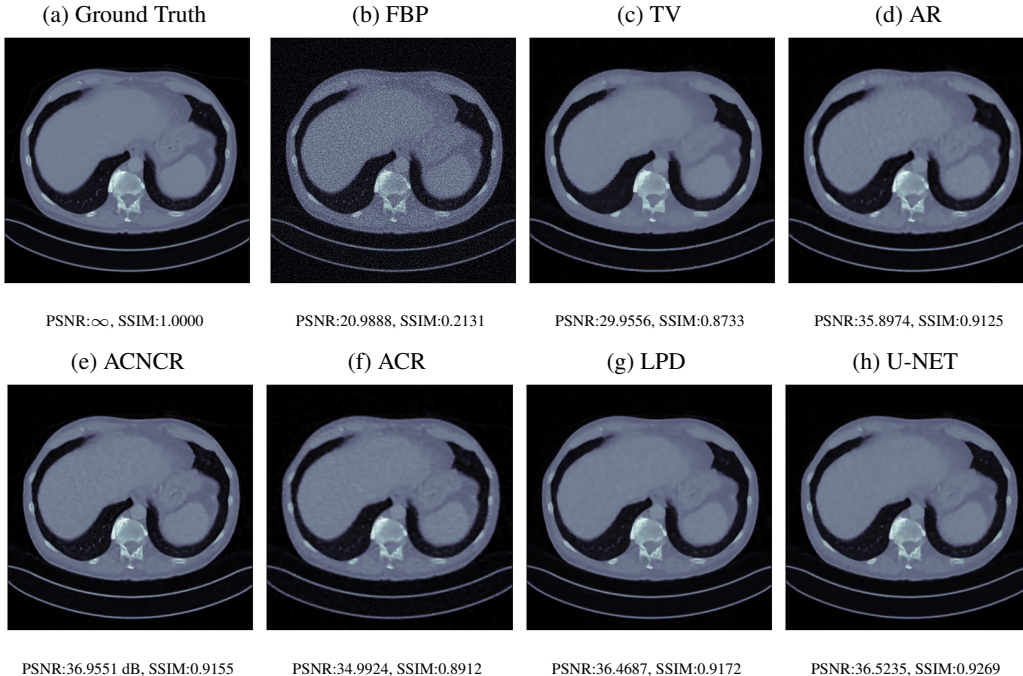 (a) Ground Truth
(b) FBP
(c) TV
(d) AR
PSNR:∞, SSIM:1.0000
PSNR:20.9888, SSIM:0.2131
PSNR:29.9556, SSIM:0.8733
PSNR:35.8974, SSIM:0.9125
(e) ACNCR
(f) ACR
(g) LPD
(h) U-NET
PSNR:36.9551 dB, SSIM:0.9155
PSNR:34.9924, SSIM:0.8912
PSNR:36.4687, SSIM:0.9172
PSNR:36.5235, SSIM:0.9269